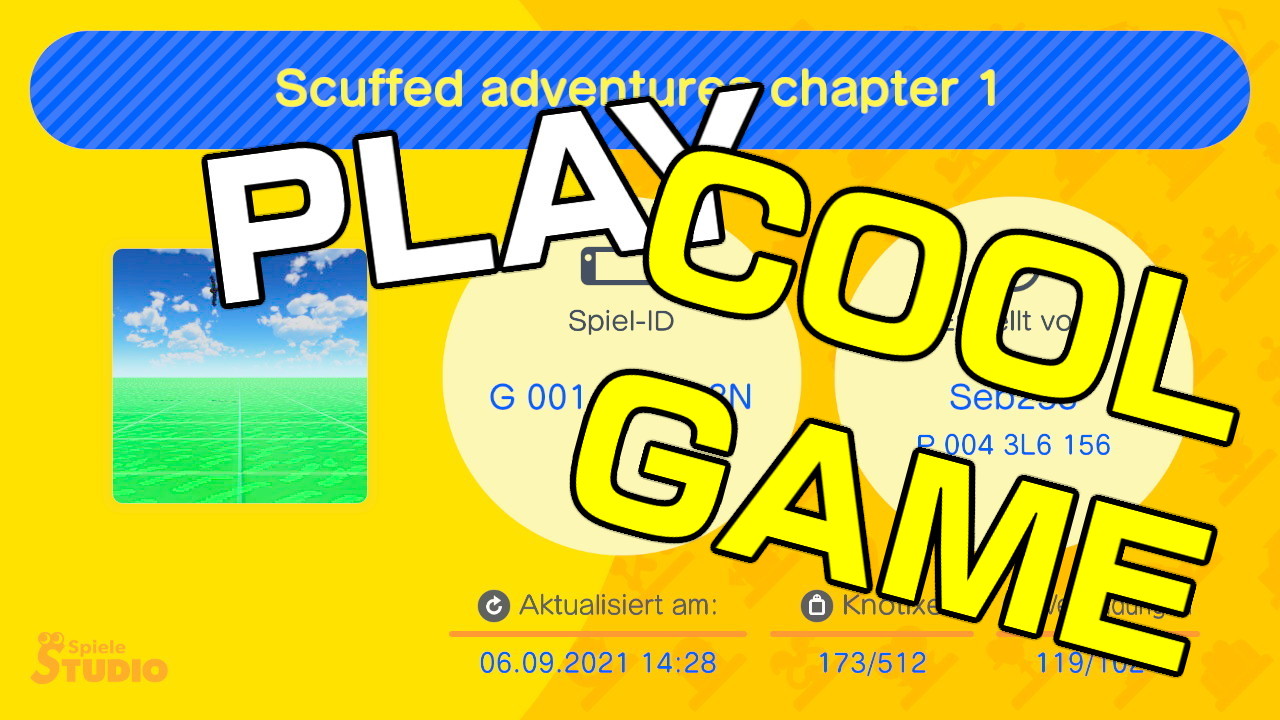 Scuffed adventures chapter 1
PLAY
COOL
GAME
Spiel-ID
G 001
Seb
P 004 3L6 156
Aktualisiert am:
06.09.2021 14:28
173/512
119/
Spiele
STUDIO